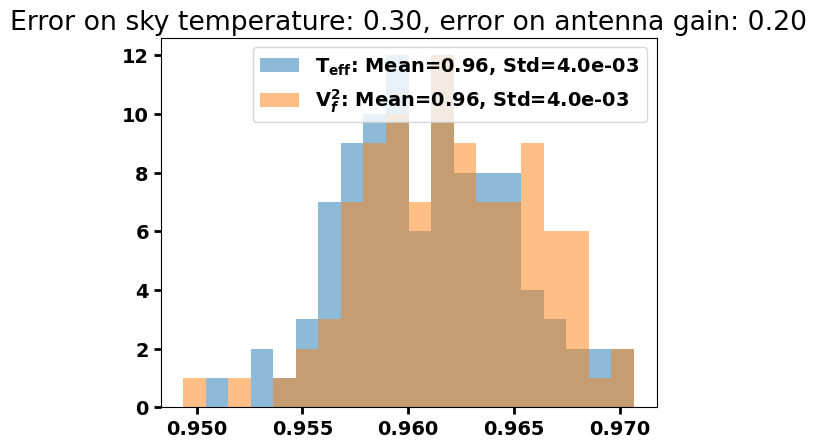 Error on sky temperature: 0.30, error on antenna gain: 0.20
T_eff: Mean=0.96, Std=4.0e-03
V_f^2: Mean=0.96, Std=4.0e-03
12
10
8
6
4
2
0
0.950 0.955 0.960 0.965 0.970